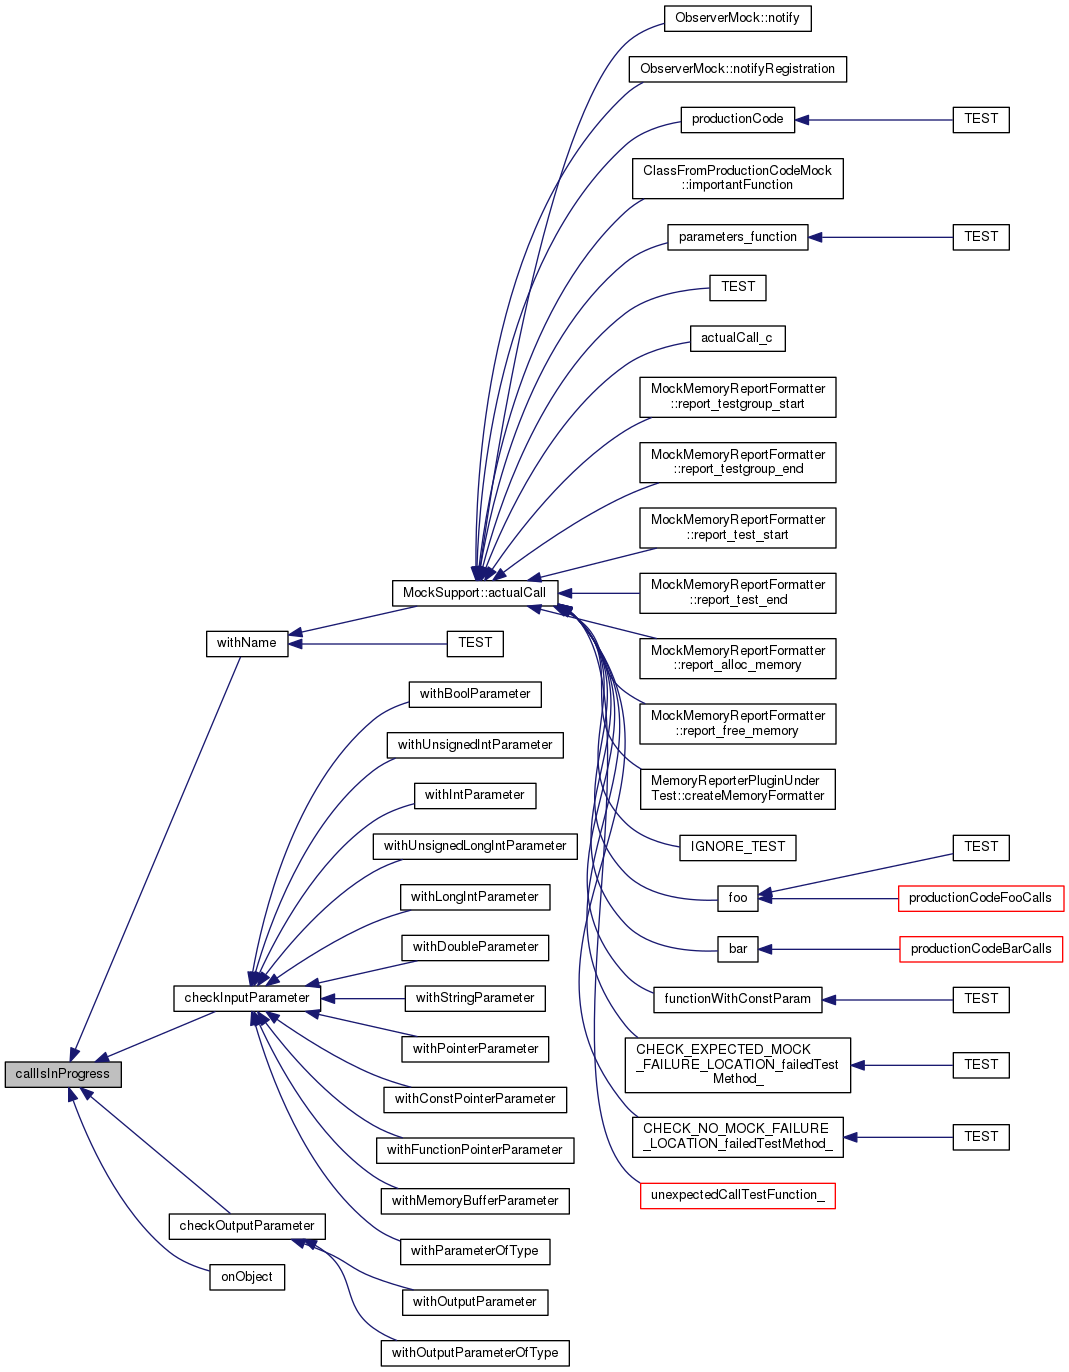 ObserverMock::notify
ObserverMock::notifyRegistration
productionCode
TEST
ClassFromProductionCodeMock
::importantFunction
parameters_function
TEST
TEST
actualCall_c
MockMemoryReportFormatter
::report_testgroup_start
MockMemoryReportFormatter
::report_testgroup_end
MockMemoryReportFormatter
::report_test_start
MockSupport::actualCall
MockMemoryReportFormatter
::report_test_end
withName
TEST
MockMemoryReportFormatter
::report_alloc_memory
withBoolParameter
MockMemoryReportFormatter
::report_free_memory
withUnsignedIntParameter
MemoryReporterPluginUnder
Test::createMemoryFormatter
withIntParameter
withUnsignedLongIntParameter
IGNORE_TEST
TEST
withLongIntParameter
foo
productionCodeFooCalls
withDoubleParameter
bar
productionCodeBarCalls
checkInputParameter
withStringParameter
functionWithConstParam
TEST
withPointerParameter
CHECK_EXPECTED_MOCK
_FAILURE_LOCATION_failedTest
Method_
TEST
callIsInProgress
withConstPointerParameter
CHECK_NO_MOCK_FAILURE
_LOCATION_failedTestMethod_
TEST
withFunctionPointerParameter
withMemoryBufferParameter
unexpectedCallTestFunction_
checkOutputParameter
withParameterOfType
onObject
withOutputParameter
withOutputParameterOfType